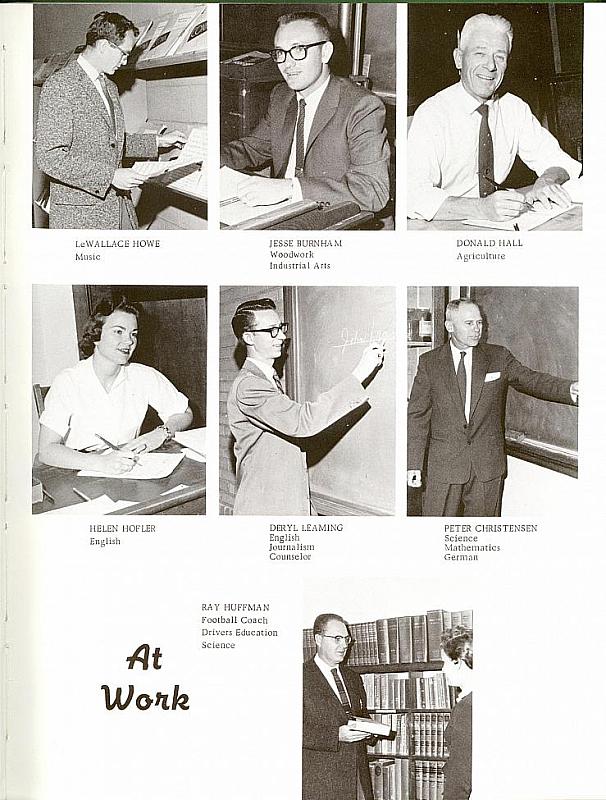 LeWALLACE HOWE
Music
JESSE BURNHAM
Woodwork
Industrial Arts
DONALD HALL
Agriculture
HELEN HOFLER
English
DERYL LEAMING
English
Journalism
Counselor
PETER CHRISTENSEN
Science
Mathematics
German
RAY HUFFMAN
Football Coach
Drivers Education
Science
At
Work